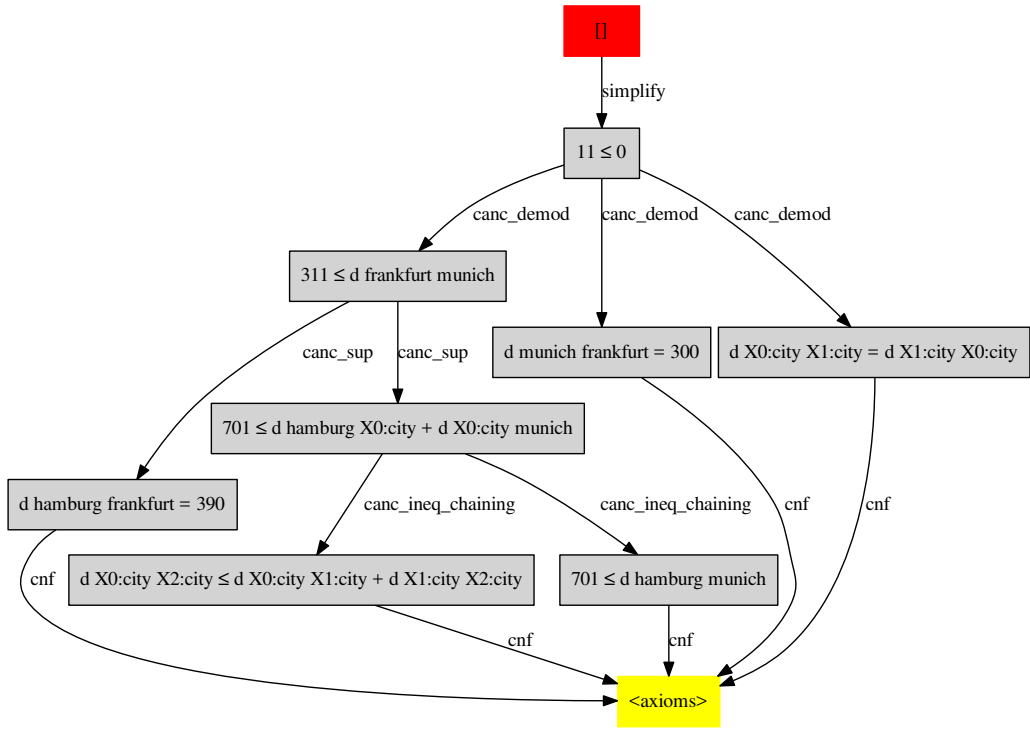 []
simplify
11 ≤ 0
canc_demod
canc_demod
canc_demod
311 ≤ d frankfurt munich
canc_sup
canc_sup
d munich frankfurt = 300
d X0:city X1:city = d X1:city X0:city
701 ≤ d hamburg X0:city + d X0:city munich
d hamburg frankfurt = 390
canc_ineq_chaining
canc_ineq_chaining
cnf
cnf
cnf
d X0:city X2:city ≤ d X0:city X1:city + d X1:city X2:city
701 ≤ d hamburg munich
cnf
cnf
<axioms>